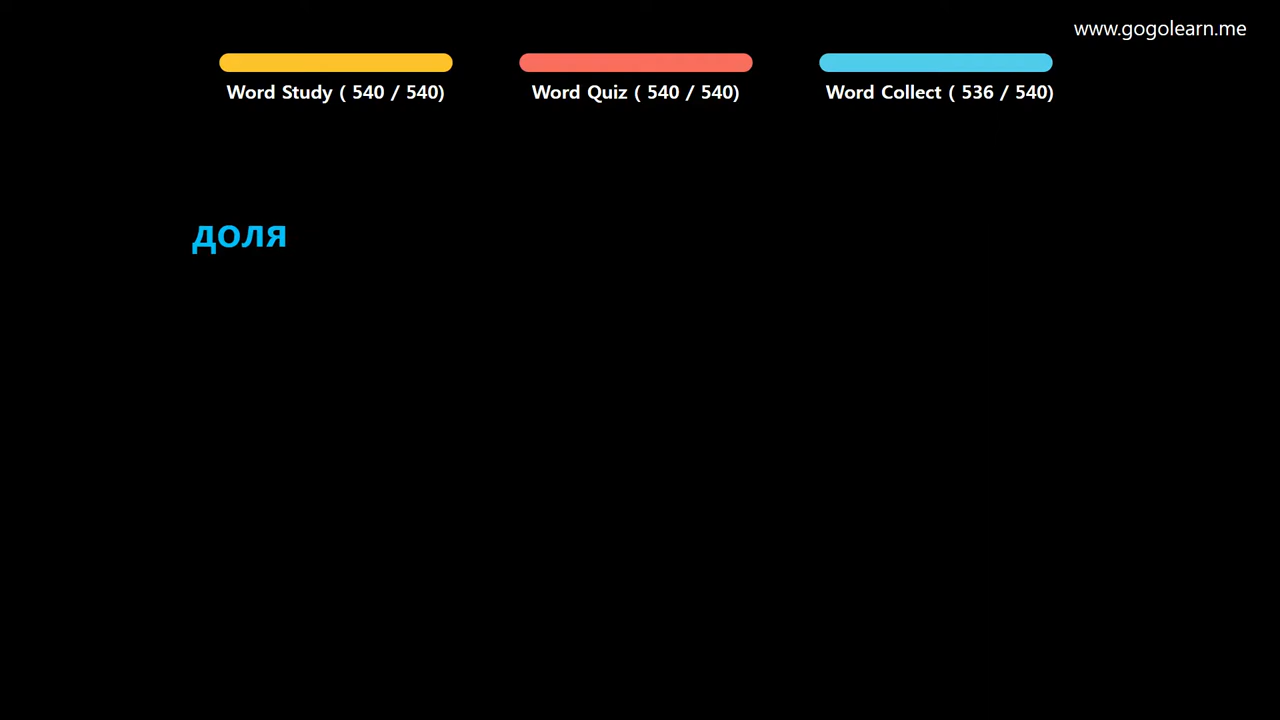 www.gogolearn.me
Word Study ( 540 / 540)
Word Quiz ( 540 / 540)
Word Collect ( 536 / 540)
доля